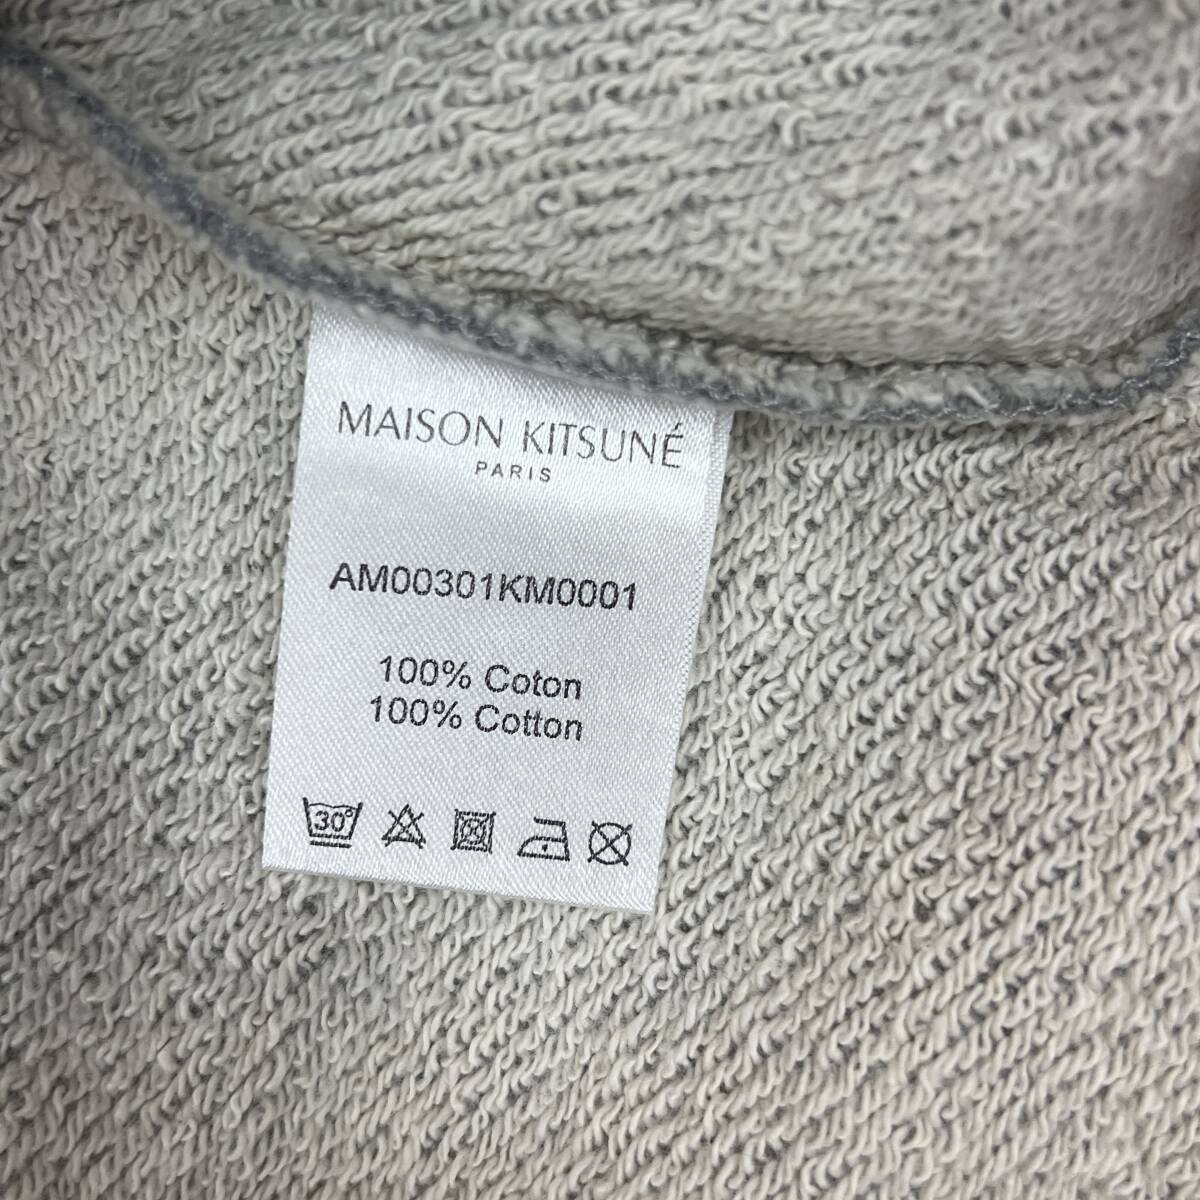 MAISON KITSUNÉ
PARIS
AM00301KM0001
100% Coton
100% Cotton
30°